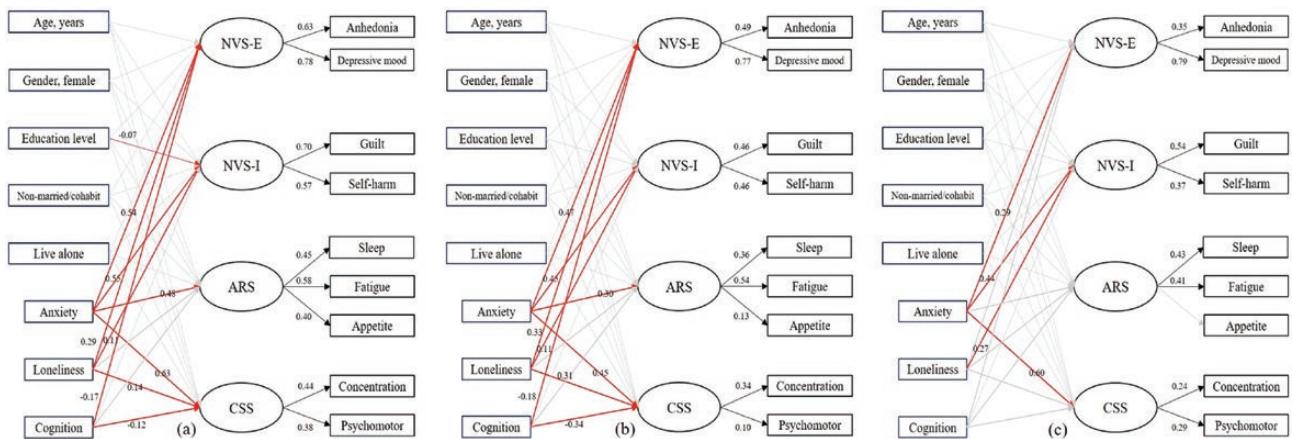 Age, years
Gender, female
Education level
Non-married/cohabit
Live alone
Anxiety
Loneliness
Cognition
-0.07
0.54
0.55
0.48
0.29
0.11
0.63
0.14
-0.17
-0.12
NVS-E
NVS-I
ARS
CSS
0.63
Anhedonia
0.78
Depressive mood
0.70
Guilt
0.57
Self-harm
0.45
Sleep
0.58
Fatigue
0.40
Appetite
0.44
Concentration
0.38
Psychomotor
(a)
Age, years
Gender, female
Education level
Non-married/cohabit
Live alone
Anxiety
Loneliness
Cognition
0.47
0.45
0.30
0.33
0.11
0.31
0.45
-0.18
-0.34
NVS-E
NVS-I
ARS
CSS
0.49
Anhedonia
0.77
Depressive mood
0.46
Guilt
0.46
Self-harm
0.36
Sleep
0.54
Fatigue
0.13
Appetite
0.34
Concentration
0.10
Psychomotor
(b)
Age, years
Gender, female
Education level
Non-married/cohabit
Live alone
Anxiety
Loneliness
Cognition
0.29
0.44
0.27
0.60
NVS-E
NVS-I
ARS
CSS
0.35
Anhedonia
0.79
Depressive mood
0.54
Guilt
0.37
Self-harm
0.43
Sleep
0.41
Fatigue
Appetite
0.24
Concentration
0.29
Psychomotor
(c)